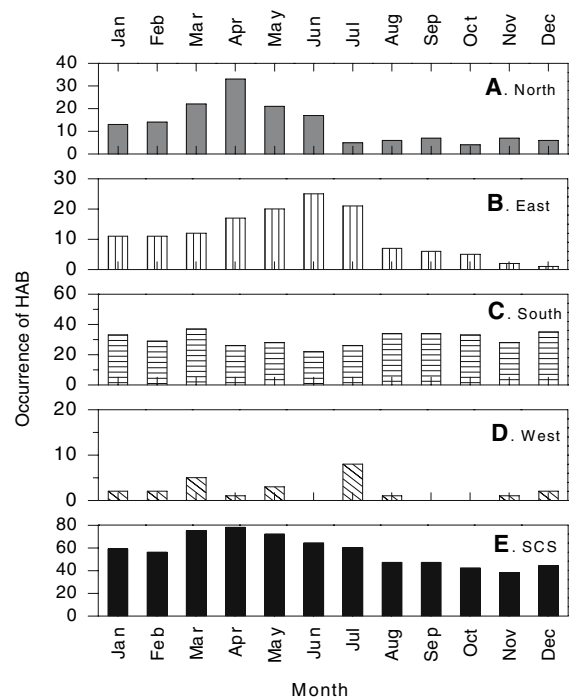 Jan Feb Mar Apr May Jun Jul Aug Sep Oct Nov Dec
Occurrence of HAB
40
30
20
10
0
A. North
30
20
10
0
B. East
60
40
20
0
C. South
20
10
0
D. West
80
60
40
20
0
E. SCS
Jan Feb Mar Apr May Jun Jul Aug Sep Oct Nov Dec
Month